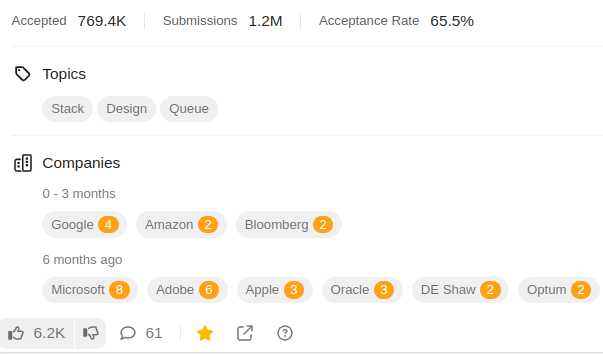 Accepted 769.4K Submissions 1.2M Acceptance Rate 65.5%
Topics
Stack Design Queue
Companies
0 - 3 months
Google 4 Amazon 2 Bloomberg 2
6 months ago
Microsoft 8 Adobe 6 Apple 3 Oracle 3 DE Shaw 2 Optum 2
6.2K 61